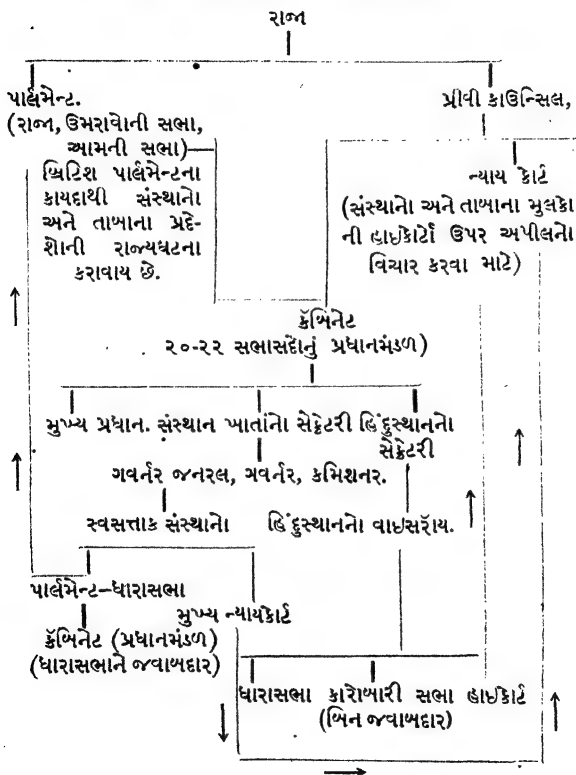 રાજા
પાર્લમેન્ટ.
(રાજા, ઉમરાવોની સભા,
આમની સભા)
બ્રિટિશ પાર્લમેન્ટના
કાયદાથી સંસ્થાનો
અને તાબાના પ્રદે-
શોની રાજ્યઘટના
કરાવાય છે.
પ્રીવી કાઉન્સિલ,
ન્યાય કોર્ટ
(સંસ્થાનો અને તાબાના મુલકો
ની હાઇકોર્ટો ઉપર અપીલનો
વિચાર કરવા માટે)
કૅબિનેટ
૨૦-૨૨ સભાસદોનું પ્રધાનમંડળ)
મુખ્ય પ્રધાન. સંસ્થાન ખાતાંનો સેક્રેટરી હિંદુસ્થાનનો
સેક્રેટરી
ગવર્નર જનરલ, ગવર્નર, કમિશનર.
સ્વસત્તાક સંસ્થાનો
હિંદુસ્થાનનો વાઇસરૉય.
પાર્લમેન્ટ-ધારાસભા
મુખ્ય ન્યાયકોર્ટ
કૅબિનેટ (પ્રધાનમંડળ)
(ધારાસભાને જવાબદાર)
ધારાસભા કારોબારી સભા હાઈકોર્ટ
(બિન જવાબદાર)